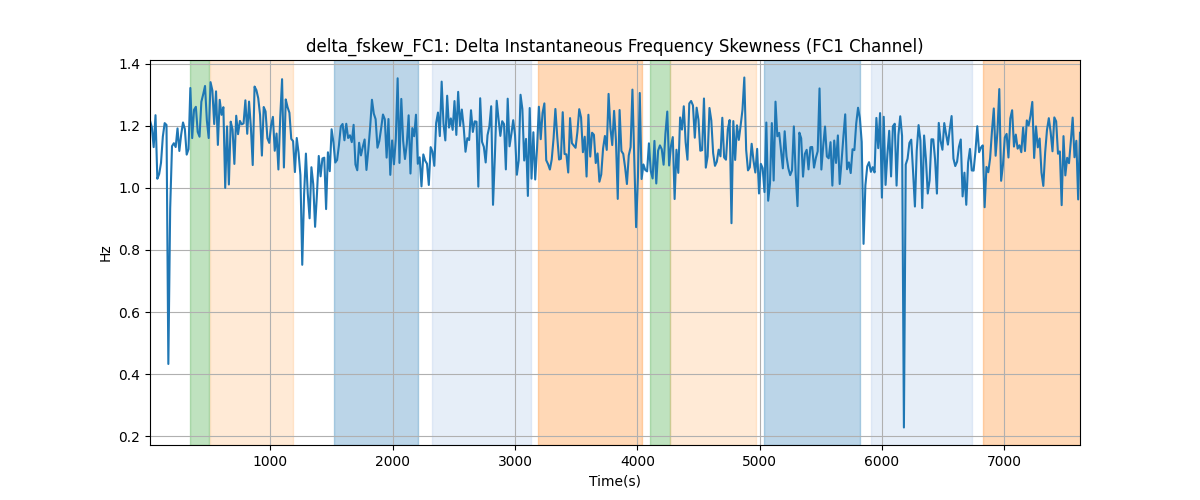 delta_fskew_FC1: Delta Instantaneous Frequency Skewness (FC1 Channel)
1.4
1.2
1.0
0.8
0.6
0.4
0.2
Hz
1000 2000 3000 4000 5000 6000 7000
Time(s)